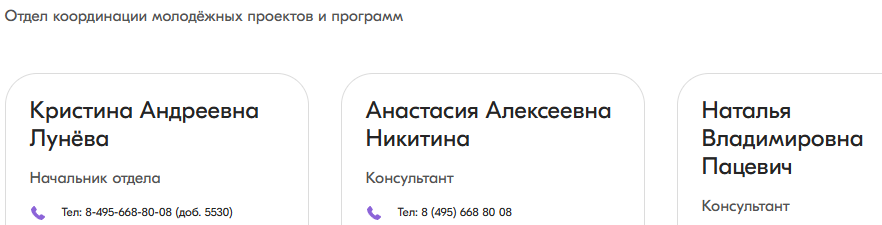 Отдел координации молодёжных проектов и программ
Кристина Андреевна
Лунёва
Начальник отдела
Тел: 8-495-668-80-08 (доб. 5530)
Анастасия Алексеевна
Никитина
Консультант
Тел: 8 (495) 668 80 08
Наталья
Владимировна
Пацевич
Консультант